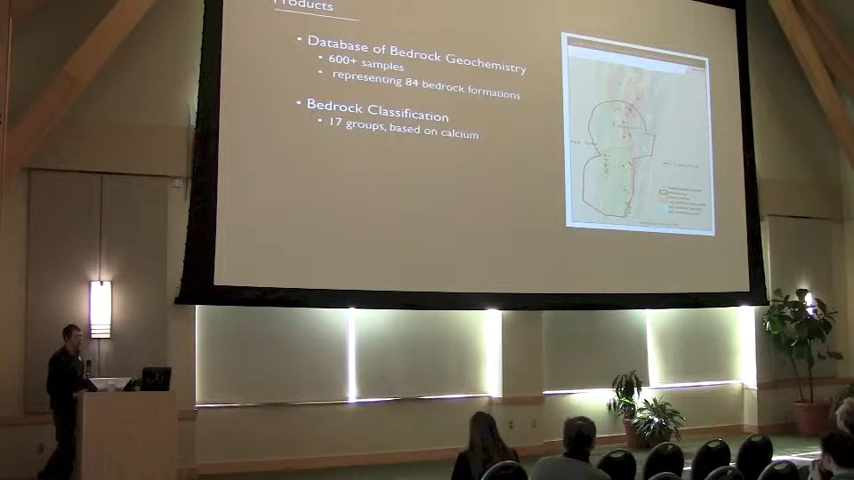 Products
• Database of Bedrock Geochemistry
• 600+ samples
• representing 84 bedrock formations
• Bedrock Classification
• 17 groups, based on calcium